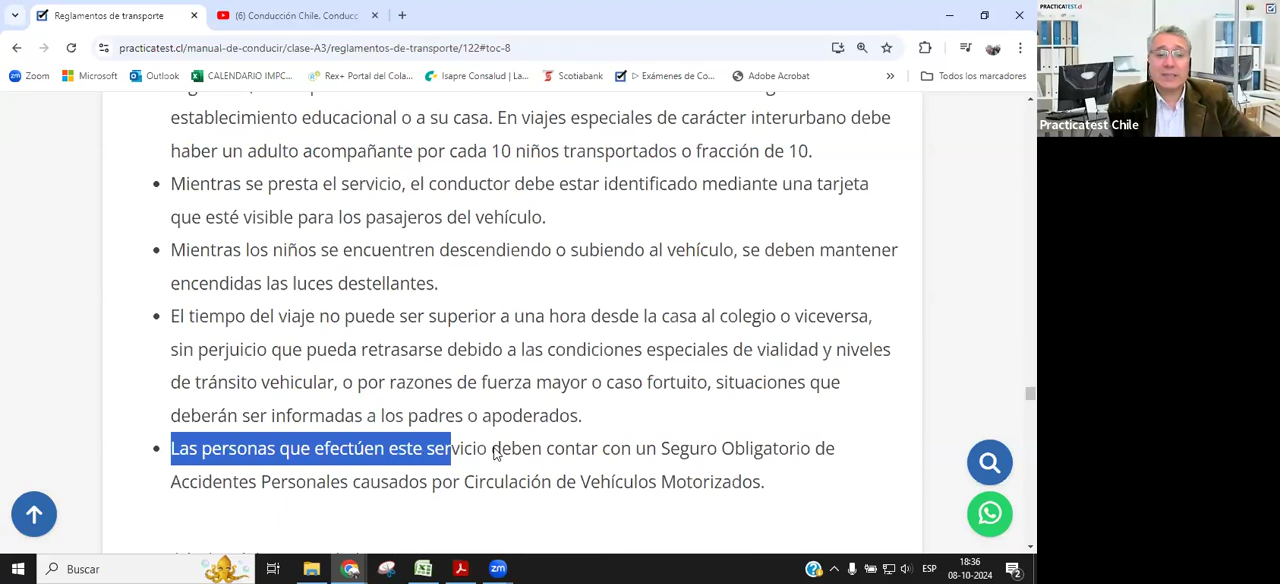 Reglamentos de transporte
(6) Conducción Chile. Conducc
practicatest.cl/manual-de-conducir/clase-A3/reglamentos-de-transporte/122#toc-8
Zoom
Microsoft
Outlook
CALENDARIO IMPC...
Rex+ Portal del Cola...
Isapre Consalud | La...
Scotiabank
▷ Exámenes de Co...
Adobe Acrobat
»
Todos los marcadores
establecimiento educacional o a su casa. En viajes especiales de carácter interurbano debe
haber un adulto acompañante por cada 10 niños transportados o fracción de 10.
• Mientras se presta el servicio, el conductor debe estar identificado mediante una tarjeta
que esté visible para los pasajeros del vehículo.
• Mientras los niños se encuentren descendiendo o subiendo al vehículo, se deben mantener
encendidas las luces destellantes.
• El tiempo del viaje no puede ser superior a una hora desde la casa al colegio o viceversa,
sin perjuicio que pueda retrasarse debido a las condiciones especiales de vialidad y niveles
de tránsito vehicular, o por razones de fuerza mayor o caso fortuito, situaciones que
deberán ser informadas a los padres o apoderados.
• Las personas que efectúen este servicio deben contar con un Seguro Obligatorio de
Accidentes Personales causados por Circulación de Vehículos Motorizados.
Buscar
ESP
18:36
08-10-2024
2
PRACTICATEST.cl
Practicatest Chile